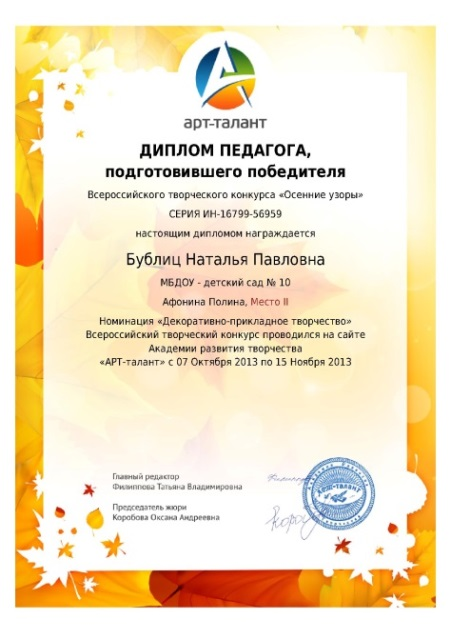 арт-талант
ДИПЛОМ ПЕДАГОГА,
подготовившего победителя
Всероссийского творческого конкурса «Осенние узоры»
СЕРИЯ ИН-16799-56959
настоящим дипломом награждается
Бублиц Наталья Павловна
МБДОУ - детский сад № 10
Афонина Полина, Место II
Номинация «Декоративно-прикладное творчество»
Всероссийский творческий конкурс проводился на сайте
Академии развития творчества
«АРТ-талант» с 07 Октября 2013 по 15 Ноября 2013
Главный редактор
Филиппова Татьяна Владимировна
Председатель жюри
Коробова Оксана Андреевна